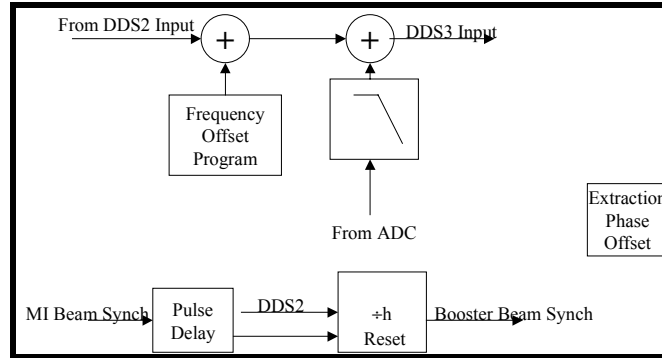 From DDS2 Input
+
+
DDS3 Input
Frequency
Offset
Program
From ADC
Extraction
Phase
Offset
MI Beam Synch
Pulse
Delay
DDS2
÷h
Reset
Booster Beam Synch